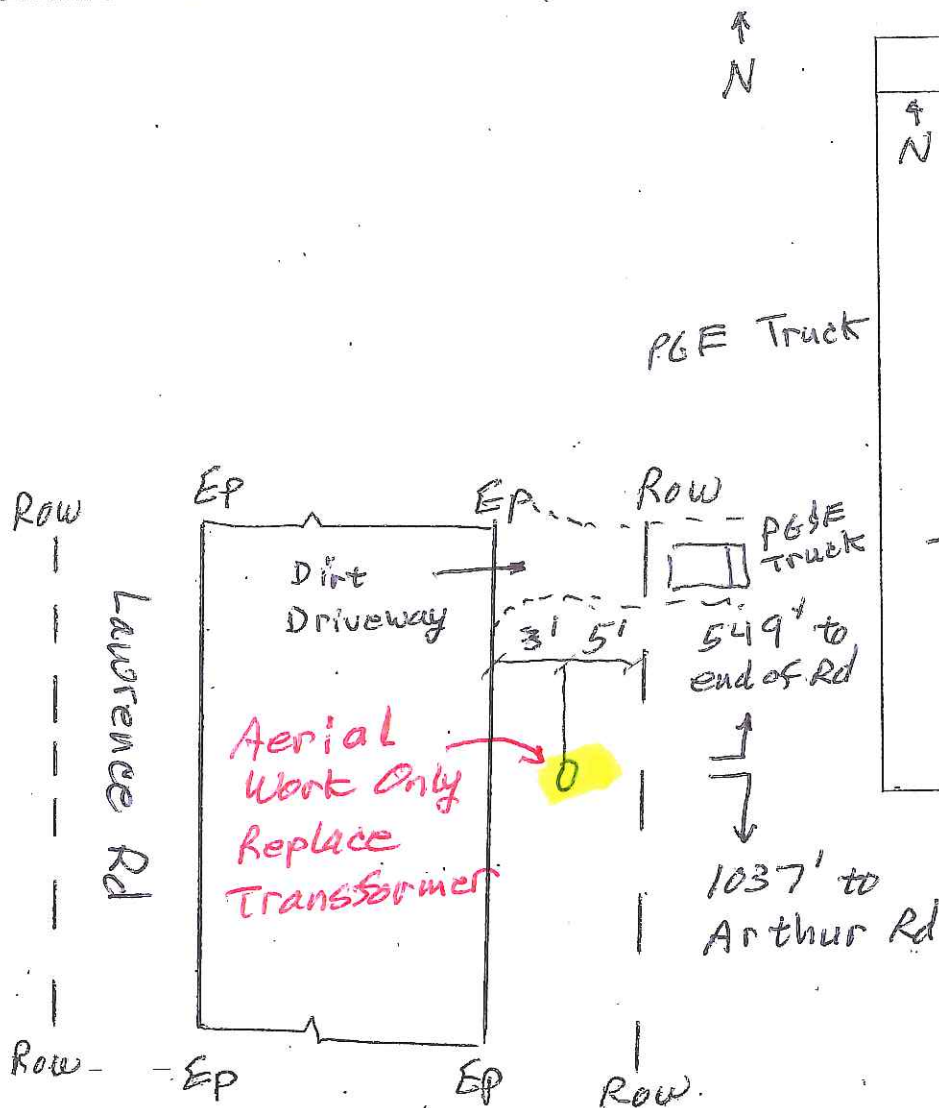 N
N
PGE Truck
Row
Ep
Ep
Row
PG&E
Truck
Dirt
Driveway
3' 5'
549' to
end of Rd
Lawrence Rd
Aerial
Work Only
Replace
Transformer
1037' to
Arthur Rd
Row
Ep
Ep
Row